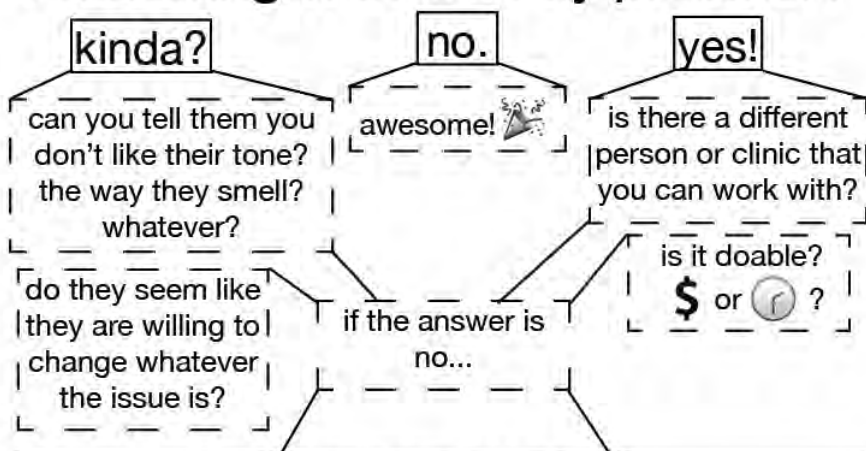 kinda?
no.
yes!
can you tell them you
don't like their tone?
the way they smell?
whatever?
awesome!
is there a different
person or clinic that
you can work with?
is it doable?
$ or ?
do they seem like
they are willing to
change whatever
the issue is?
if the answer is
no...